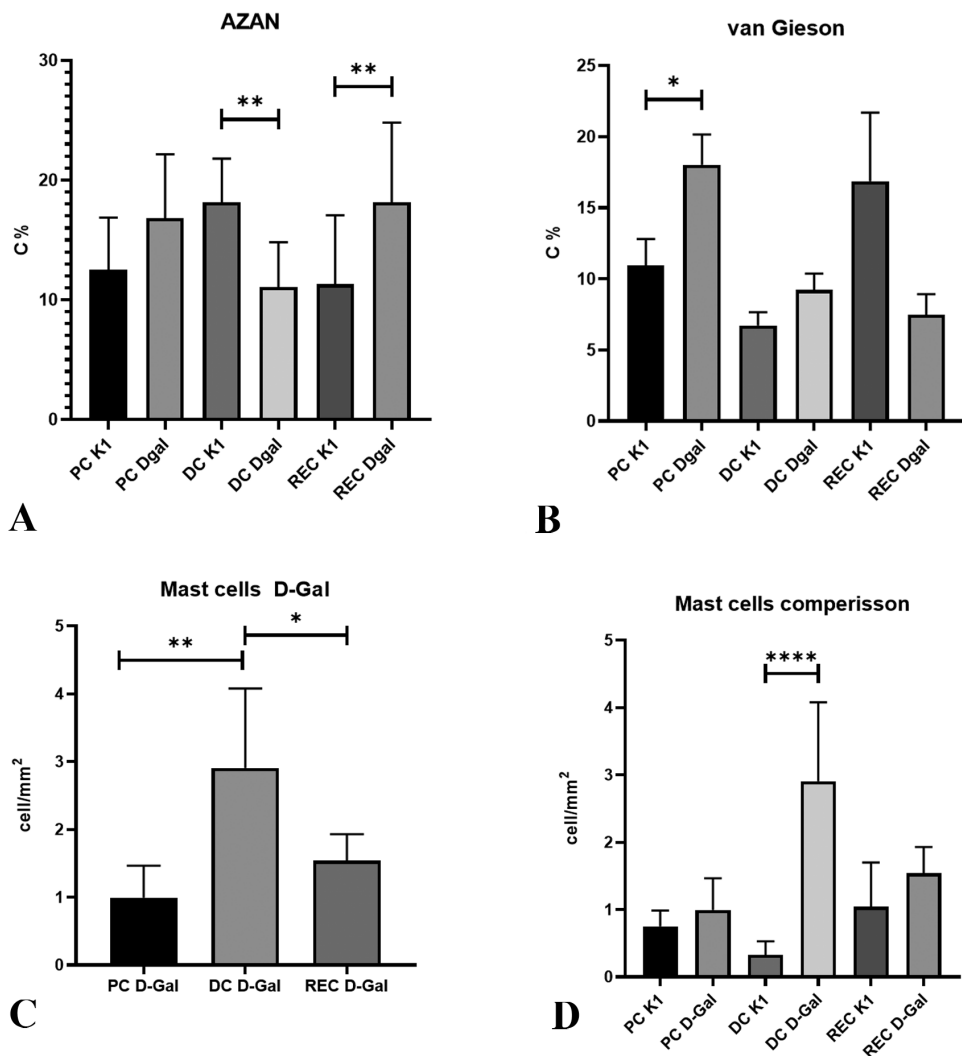 AZAN
30
20
10
0
C %
**
**
PC K1
PC Dgal
DC K1
DC Dgal
REC K1
REC Dgal
A
van Gieson
25
20
15
10
5
0
C %
*
PC K1
PC Dgal
DC K1
DC Dgal
REC K1
REC Dgal
B
Mast cells D-Gal
5
4
3
2
1
0
cell/mm²
**
*
PC D-Gal
DC D-Gal
REC D-Gal
C
Mast cells comperisson
5
4
3
2
1
0
cell/mm²
****
PC K1
PC D-Gal
DC K1
DC D-Gal
REC K1
REC D-Gal
D